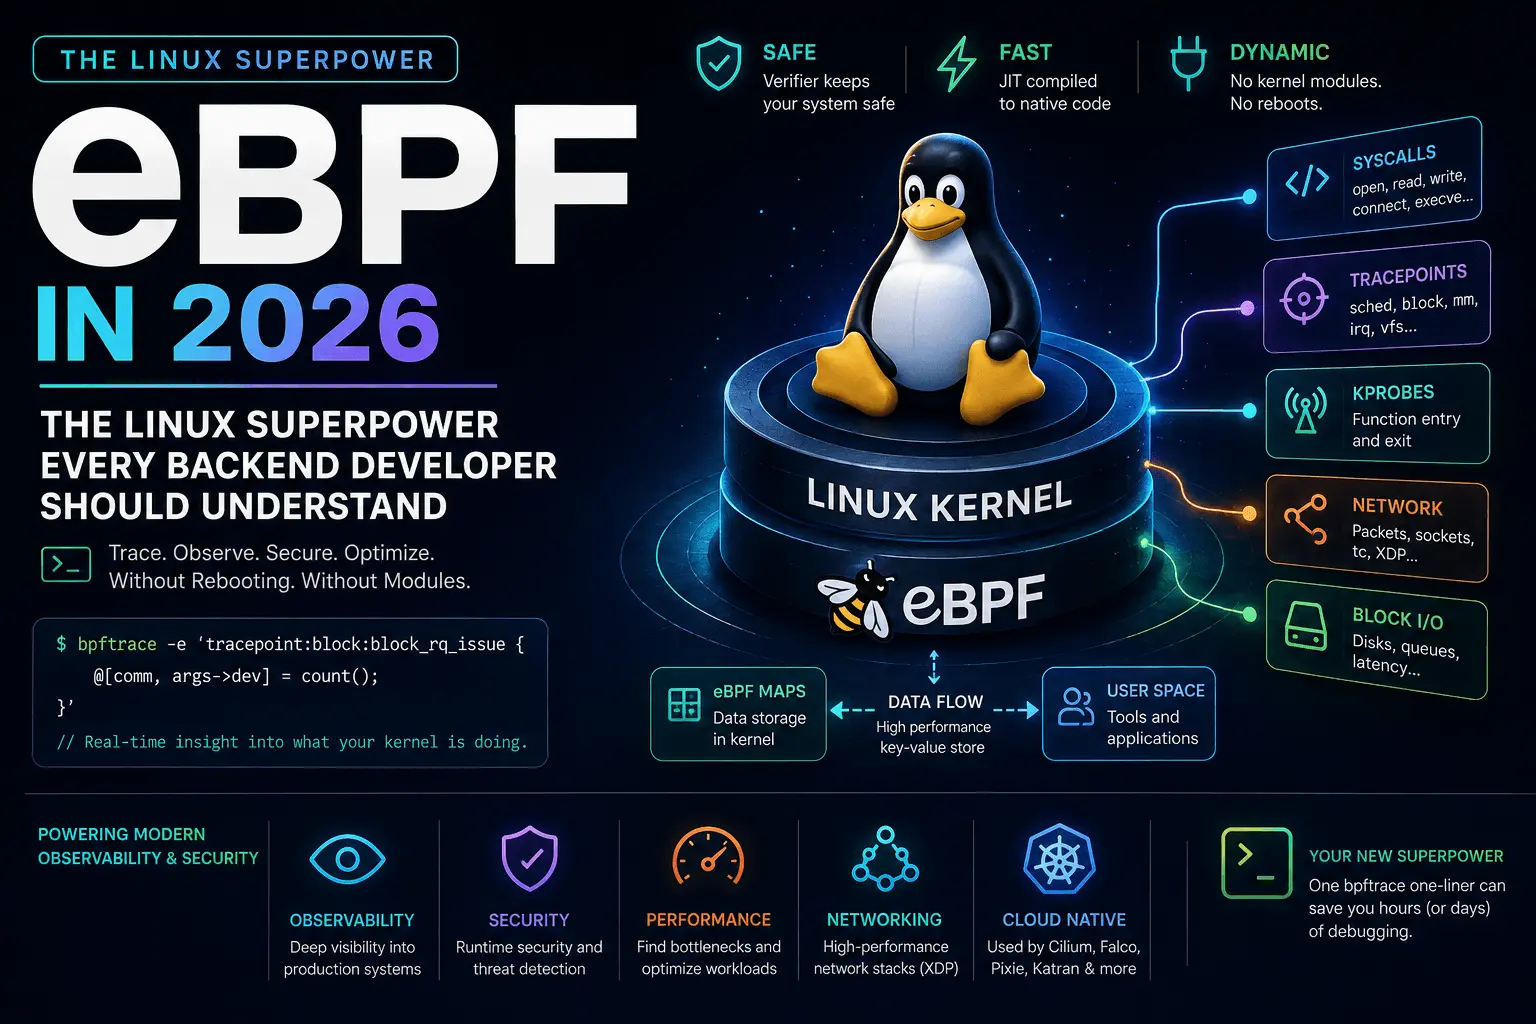 THE LINUX SUPERPOWER
eBPF
IN 2026
THE LINUX SUPERPOWER
EVERY BACKEND DEVELOPER
SHOULD UNDERSTAND
>_
Trace. Observe. Secure. Optimize.
Without Rebooting. Without Modules.
$ bpftrace -e ‘tracepoint:block:block_rq_issue {
@[comm, args->dev] = count();
}’
// Real-time insight into what your kernel is doing.
SAFE
Verifier keeps
your system safe
FAST
JIT compiled
to native code
DYNAMIC
No kernel modules.
No reboots.
LINUX KERNEL
eBPF
</>
SYSCALLS
open, read, write,
connect, execve...
TRACEPOINTS
sched, block, mm,
irq, vfs...
KPROBES
Function entry
and exit
NETWORK
Packets, sockets,
tc, XDP...
BLOCK I/O
Disks, queues,
latency...
eBPF MAPS
Data storage
in kernel
DATA FLOW
High performance
key-value store
USER SPACE
Tools and
applications
POWERING MODERN
OBSERVABILITY & SECURITY
OBSERVABILITY
Deep visibility into
production systems
SECURITY
Runtime security and
threat detection
PERFORMANCE
Find bottlenecks and
optimize workloads
NETWORKING
High-performance
network stacks (XDP)
CLOUD NATIVE
Used by Cilium, Falco,
Pixie, Katran & more
>_
YOUR NEW SUPERPOWER
One bpftrace one-liner can
save you hours (or days)
of debugging.